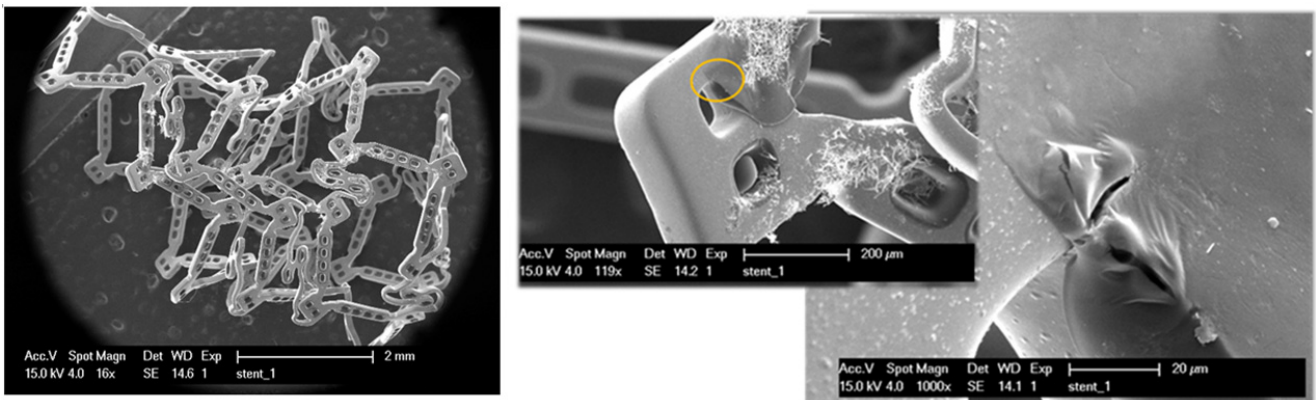 Acc.V Spot Magn Det WD Exp 2 mm
15.0 kV 4.0 16x SE 14.6 1 stent_1
Acc.V Spot Magn Det WD Exp 200 µm
15.0 kV 4.0 119x SE 14.2 1 stent_1
Acc.V Spot Magn Det WD Exp 20 µm
15.0 kV 4.0 1000x SE 14.1 1 stent_1